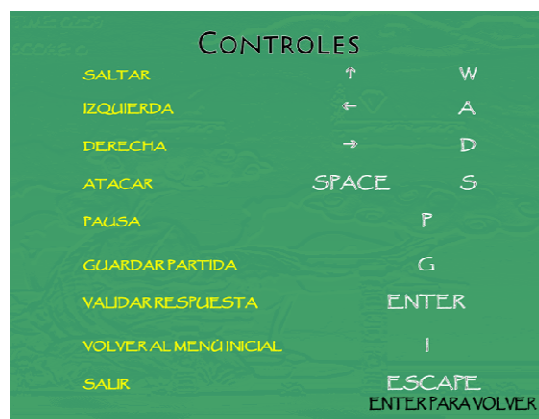 CONTROLES
SALTAR ↑ W
IZQUIERDA ← A
DERECHA → D
ATACAR SPACE S
PAUSA P
GUARDAR PARTIDA G
VALIDAR RESPUESTA ENTER
VOLVER AL MENÚ INICIAL I
SALIR ESCAPE
ENTER PARA VOLVER